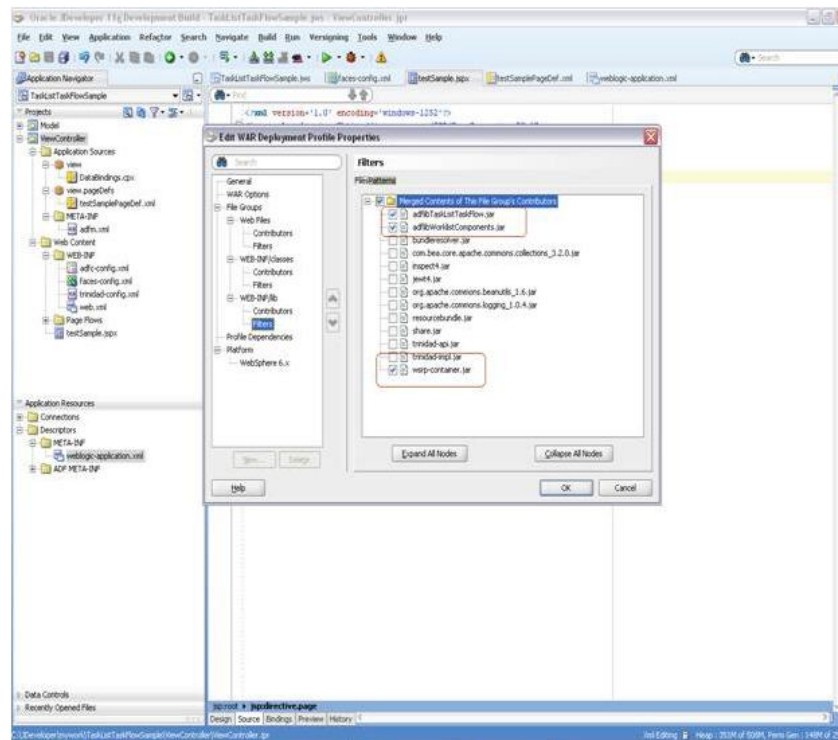 Oracle JDeveloper 11g Development Build - TaskListTaskFlowSample.jws : ViewController.jpr
File Edit View Application Refactor Search Navigate Build Run Versioning Tools Window Help
Search
Application Navigator
TaskListTaskFlowSample.jws
faces-config.xml
testSample.jspx
testSamplePageDef.xml
weblogic-application.xml
TaskListTaskFlowSample
Find
Projects
Model
ViewController
Application Sources
view
DataBindings.cpx
view.pageDefs
testSamplePageDef.xml
META-INF
adfm.xml
Web Content
WEB-INF
adfc-config.xml
faces-config.xml
trinidad-config.xml
web.xml
Page Flows
testSample.jspx
Application Resources
Connections
Descriptors
META-INF
weblogic-application.xml
ADF META-INF
Data Controls
Recently Opened Files
<?xml version='1.0' encoding='windows-1252'?>
Edit WAR Deployment Profile Properties
Search
General
WAR Options
File Groups
Web Files
Contributors
Filters
WEB-INF/classes
Contributors
Filters
WEB-INF/lib
Contributors
Filters
Profile Dependencies
Platform
WebSphere 6.x
New...
Delete
Filters
Files
Patterns
Merged Contents of This File Group's Contributors
adflibTaskListTaskFlow.jar
adflibWorklistComponents.jar
bundleresolver.jar
com.bea.core.apache.commons.collections_3.2.0.jar
inspect4.jar
jewt4.jar
org.apache.commons.beanutils_1.6.jar
org.apache.commons.logging_1.0.4.jar
resourcebundle.jar
share.jar
trinidad-api.jar
trinidad-impl.jar
wsrp-container.jar
Expand All Nodes
Collapse All Nodes
Help
OK
Cancel
jsp:root jsp:directive.page
Design Source Bindings Preview History